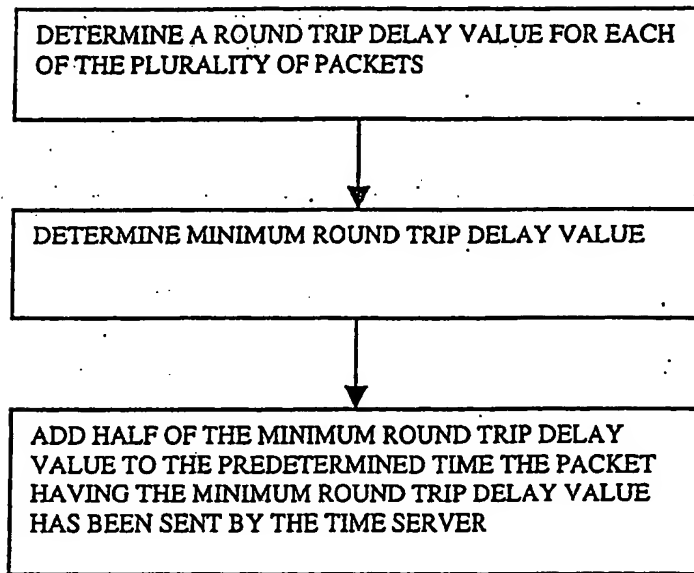 DETERMINE A ROUND TRIP DELAY VALUE FOR EACH
OF THE PLURALITY OF PACKETS
DETERMINE MINIMUM ROUND TRIP DELAY VALUE
ADD HALF OF THE MINIMUM ROUND TRIP DELAY
VALUE TO THE PREDETERMINED TIME THE PACKET
HAVING THE MINIMUM ROUND TRIP DELAY VALUE
HAS BEEN SENT BY THE TIME SERVER